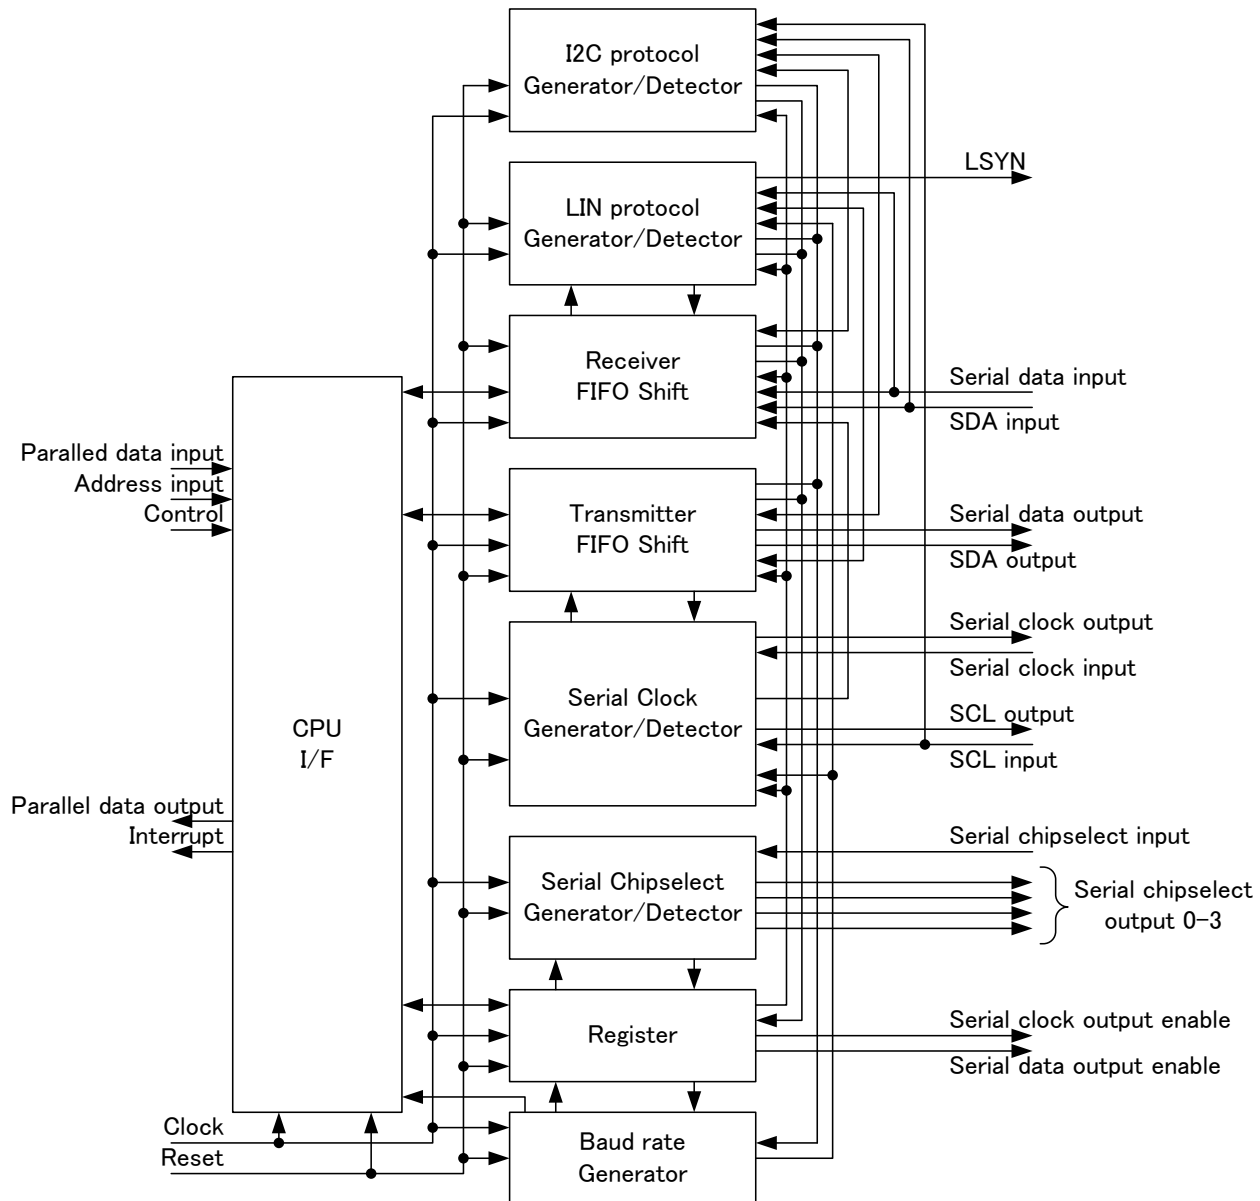 I2C protocol
Generator/Detector
LSYN
LIN protocol
Generator/Detector
Receiver
FIFO Shift
Serial data input
SDA input
Paralled data input
Address input
Control
Transmitter
FIFO Shift
Serial data output
SDA output
Serial clock output
Serial clock input
Serial Clock
Generator/Detector
SCL output
SCL input
CPU
I/F
Parallel data output
Interrupt
Serial chipselect input
Serial Chipselect
Generator/Detector
Serial chipselect
output 0-3
Register
Serial clock output enable
Serial data output enable
Clock
Reset
Baud rate
Generator